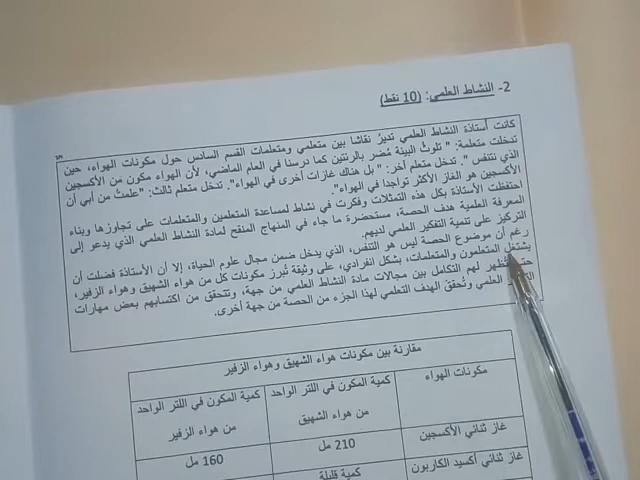 2- النشاط العلمي: (10 نقط)
كانت أستاذة النشاط العلمي تديرُ نقاشا بين متعلمي ومتعلمات القسم السادس حول مكونات الهواء، حين
تدخلت متعلمة: " تلوثُ البيئة مُضر بالرئتين كما درسنا في العام الماضي، لأن الهواء مكون من الأكسجين
الذي نتنفس". تدخل متعلم آخر: " بل هناك غازات أخرى في الهواء". تدخل متعلم ثالث: "علمتُ من أبي أن
الأكسجين هو الغاز الأكثر تواجدا في الهواء".
احتفظت الأستاذة بكل هذه التمثلات وفكرت في نشاط لمساعدة المتعلمين والمتعلمات على تجاوزها وبناء
المعرفة العلمية هدف الحصة، مستحضرة ما جاء في المنهاج المنقح لمادة النشاط العلمي الذي يدعو إلى
التركيز على تنمية التفكير العلمي لديهم.
رغم أن موضوع الحصة ليس هو التنفس، الذي يدخل ضمن مجال علوم الحياة، إلا أن الأستاذة فضلت أن
يشتغل المتعلمون والمتعلمات، بشكل انفرادي، على وثيقة تُبرز مكونات كل من هواء الشهيق وهواء الزفير،
لهم التكامل بين مجالات مادة النشاط العلمي من جهة، وتتحقق من اكتسابهم بعض مهارات
العلمي وتُحقق الهدف التعلمي لهذا الجزء من الحصة من جهة أخرى.
مقارنة بين مكونات هواء الشهيق وهواء الزفير
مكونات الهواء كمية المكون في اللتر الواحد من هواء الشهيق كمية المكون في اللتر الواحد من هواء الزفير
غاز ثنائي الأكسجين 210 مل 160 مل
غاز ثنائي أكسيد الكاربون كمية قليلة